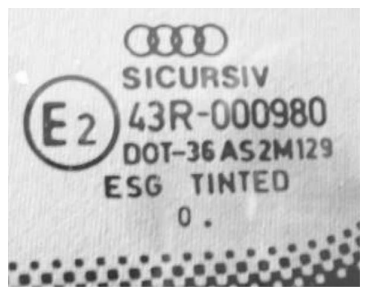 SICURSIV
E2 43R-000980
DOT-36 AS2M129
ESG TINTED
0 .